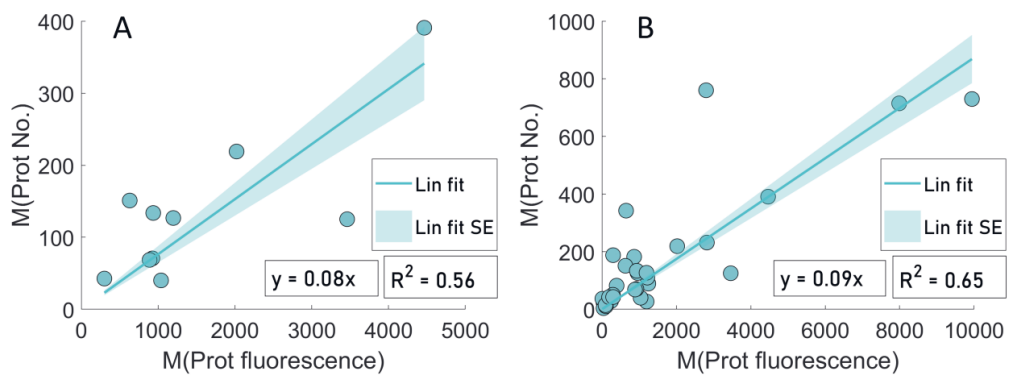 A
400
300
200
100
0
M(Prot No.)
0 1000 2000 3000 4000 5000
M(Prot fluorescence)
Lin fit
Lin fit SE
y = 0.08x
R² = 0.56
B
1000
800
600
400
200
0
M(Prot No.)
0 2000 4000 6000 8000 10000
M(Prot fluorescence)
Lin fit
Lin fit SE
y = 0.09x
R² = 0.65